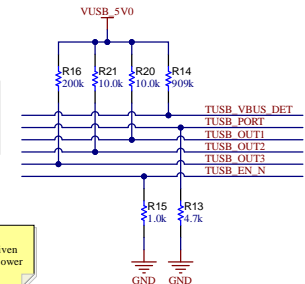 VUSB_5V0
R16 R21 R20 R14
200k 10.0k 10.0k 909k
TUSB_VBUS_DET
TUSB_PORT
TUSB_OUT1
TUSB_OUT2
TUSB_OUT3
TUSB_EN_N
R15 R13
1.0k 4.7k
GND GND
ower